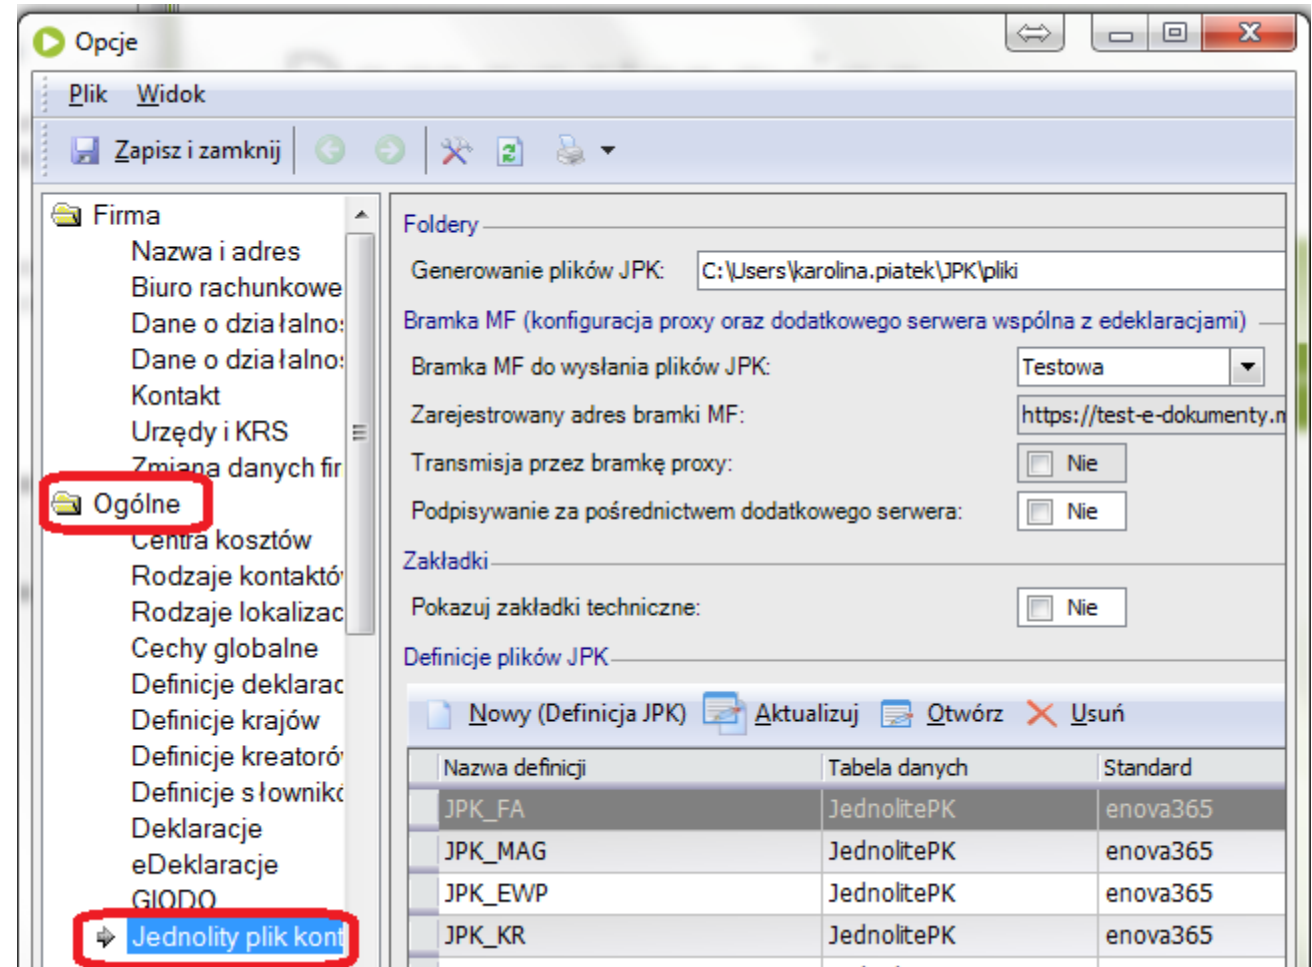 Opcje
Plik Widok
Zapisz i zamknij
Firma
Nazwa i adres
Biuro rachunkowe
Dane o działalno
Dane o działalno
Kontakt
Urzędy i KRS
Zmiana danych fir
Ogólne
Centra kosztów
Rodzaje kontaktó
Rodzaje lokalizac
Cechy globalne
Definicje deklarac
Definicje krajów
Definicje kreatoró
Definicje słownikó
Deklaracje
eDeklaracje
GIODO
Jednolity plik kont
Foldery
Generowanie plików JPK: C:\Users\karolina.piatek\JPK\pliki
Bramka MF (konfiguracja proxy oraz dodatkowego serwera wspólna z edeklaracjami)
Bramka MF do wysłania plików JPK: Testowa
Zarejestrowany adres bramki MF: https://test-e-dokumenty.m
Transmisja przez bramkę proxy: Nie
Podpisywanie za pośrednictwem dodatkowego serwera: Nie
Zakładki
Pokazuj zakładki techniczne: Nie
Definicje plików JPK
Nowy (Definicja JPK) Aktualizuj Otwórz Usuń
Nazwa definicji Tabela danych Standard
JPK_FA JednolitePK enova365
JPK_MAG JednolitePK enova365
JPK_EWP JednolitePK enova365
JPK_KR JednolitePK enova365